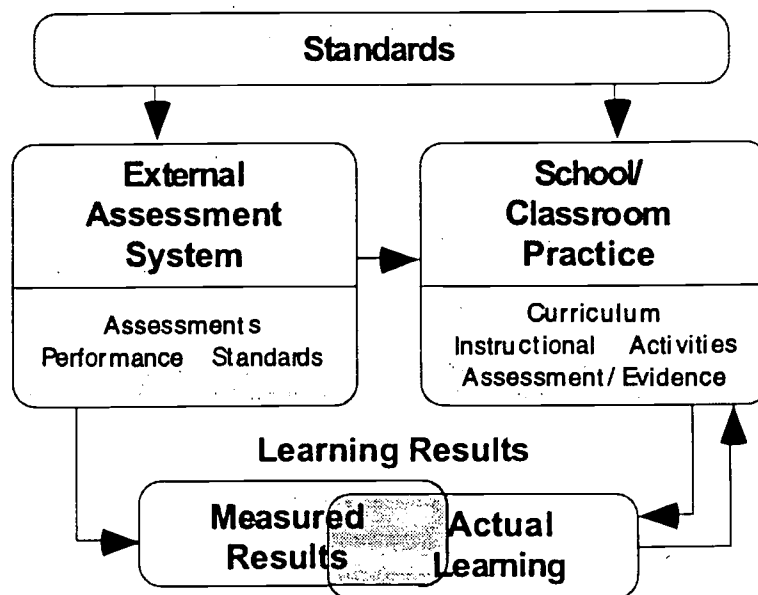 Standards
External
Assessment
System
Assessments
Performance Standards
School/
Classroom
Practice
Curriculum
Instructional Activities
Assessment/Evidence
Learning Results
Measured
Results
Actual
Learning